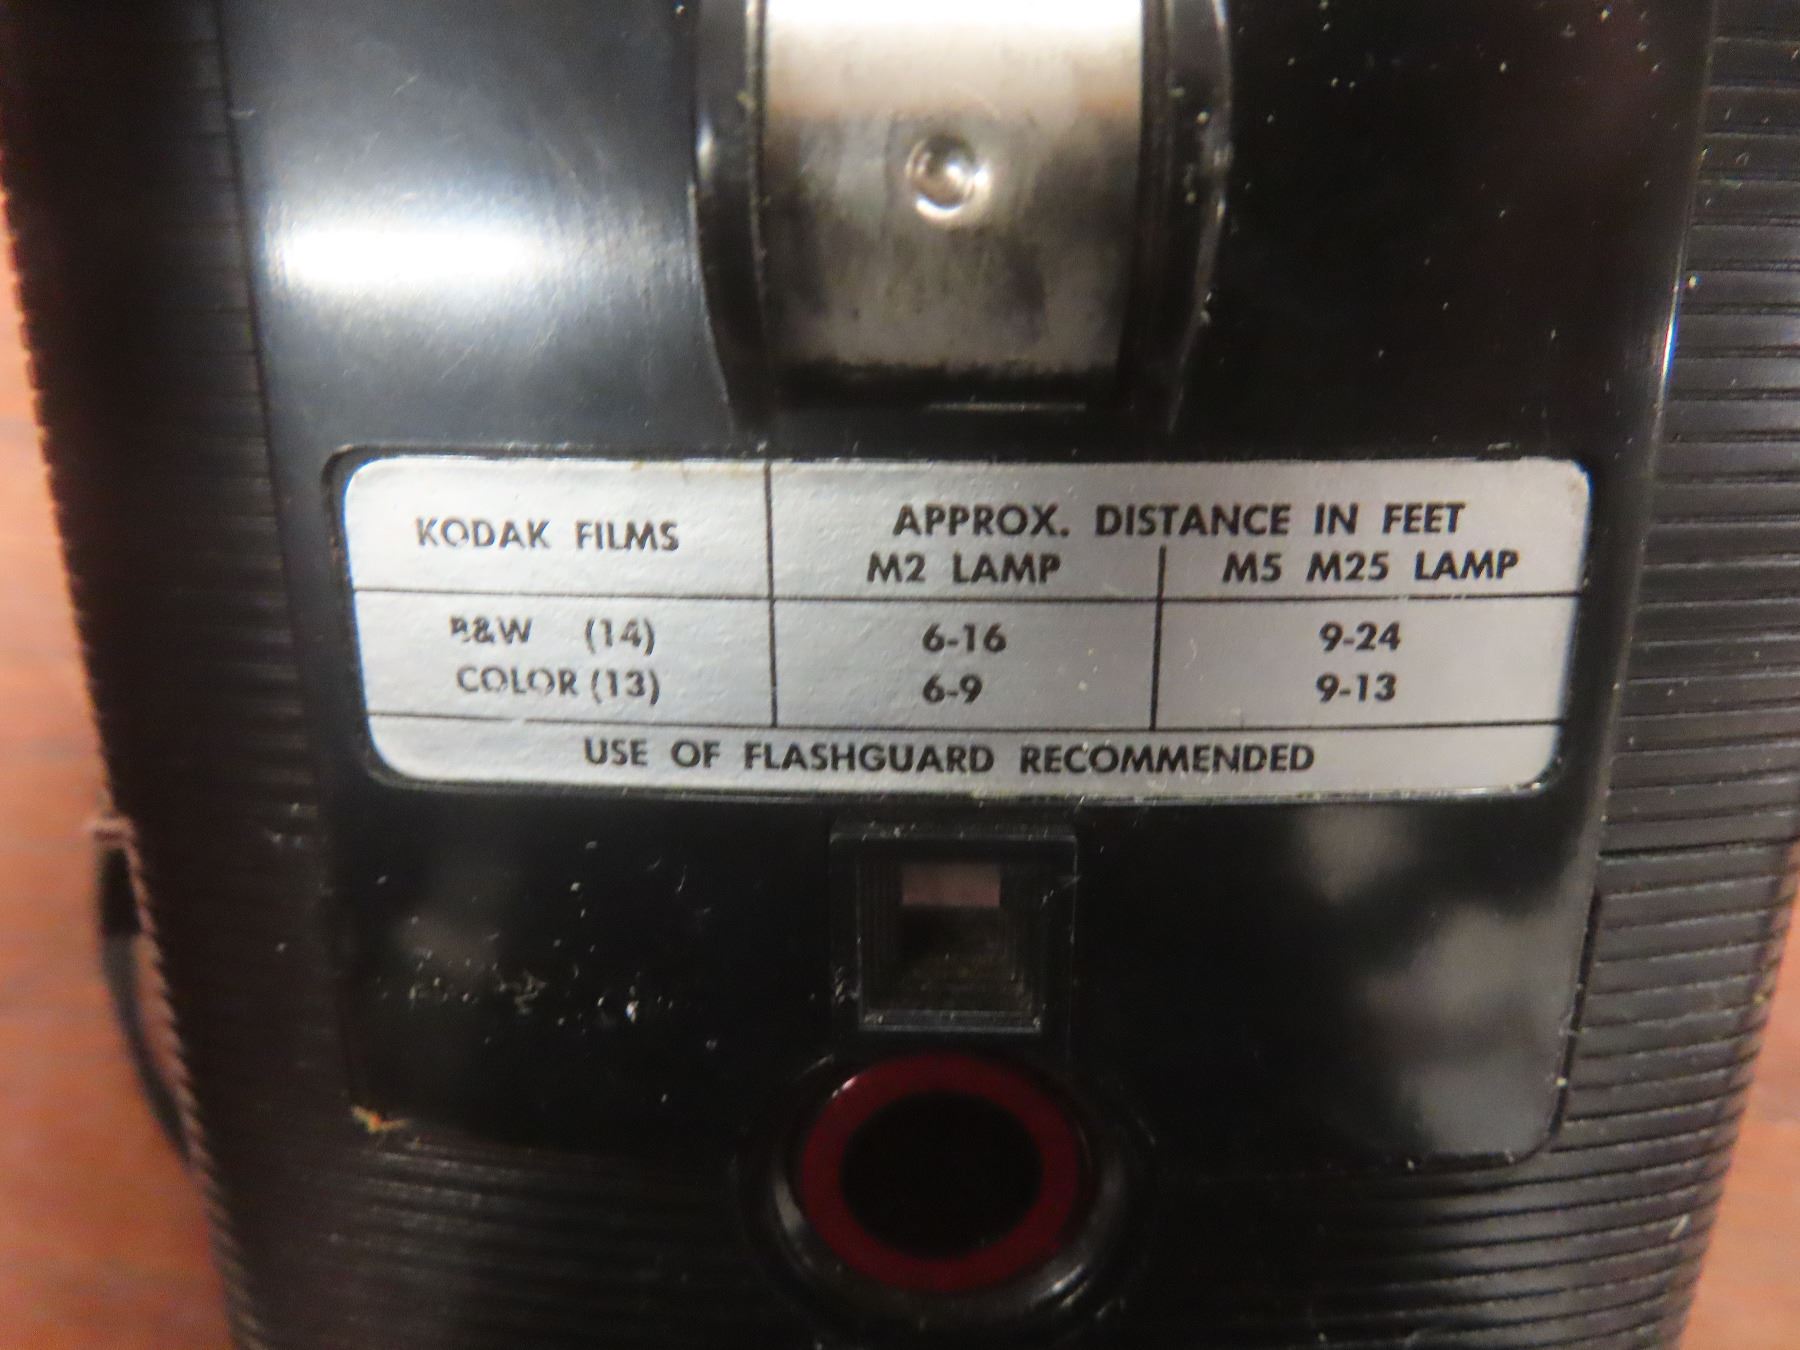 KODAK FILMS
APPROX. DISTANCE IN FEET
M2 LAMP M5 M25 LAMP
B&W (14) 6-16 9-24
COLOR (13) 6-9 9-13
USE OF FLASHGUARD RECOMMENDED